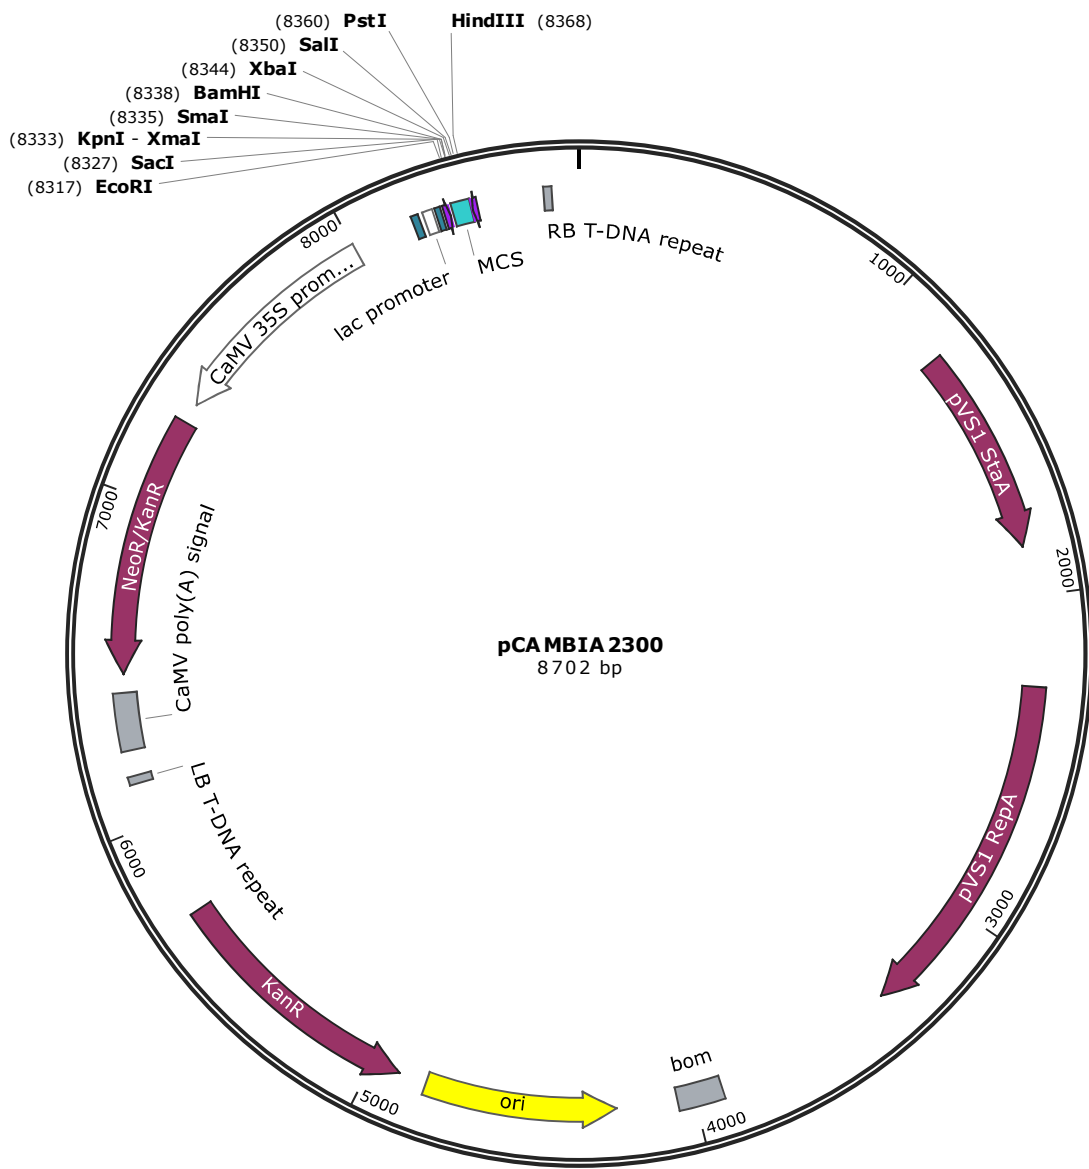 (8360) PstI
HindIII (8368)
(8350) SalI
(8344) XbaI
(8338) BamHI
(8335) SmaI
(8333) KpnI - XmaI
(8327) SacI
(8317) EcoRI
8000
RB T-DNA repeat
MCS
lac promoter
CaMV 35S prom...
1000
pVS1 StaA
7000
NeoR/KanR
CaMV poly(A) signal
2000
pCAMBIA2300
8702 bp
LB T-DNA repeat
6000
pVS1 RepA
3000
KanR
bom
ori
5000
4000